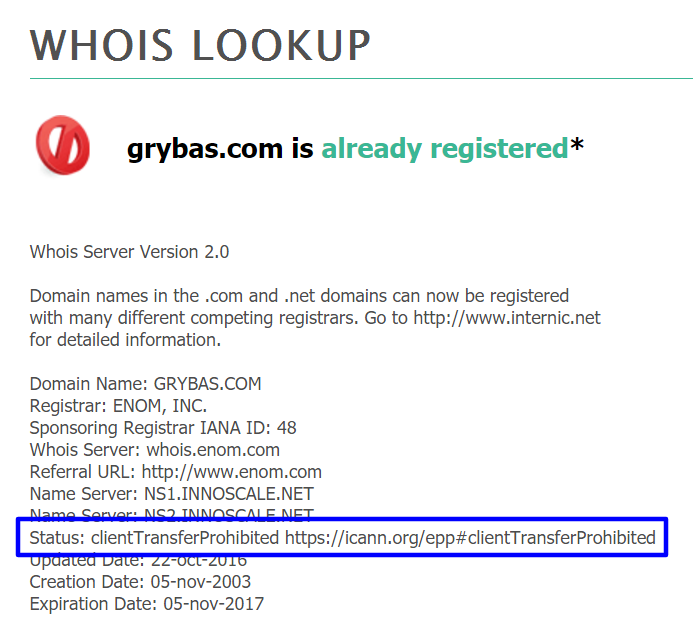 WHOIS LOOKUP
grybas.com is already registered*
Whois Server Version 2.0
Domain names in the .com and .net domains can now be registered
with many different competing registrars. Go to http://www.internic.net
for detailed information.
Domain Name: GRYBAS.COM
Registrar: ENOM, INC.
Sponsoring Registrar IANA ID: 48
Whois Server: whois.enom.com
Referral URL: http://www.enom.com
Name Server: NS1.INNOSCALE.NET
Name Server: NS2.INNOSCALE.NET
Status: clientTransferProhibited https://icann.org/epp#clientTransferProhibited
Updated Date: 22-oct-2016
Creation Date: 05-nov-2003
Expiration Date: 05-nov-2017